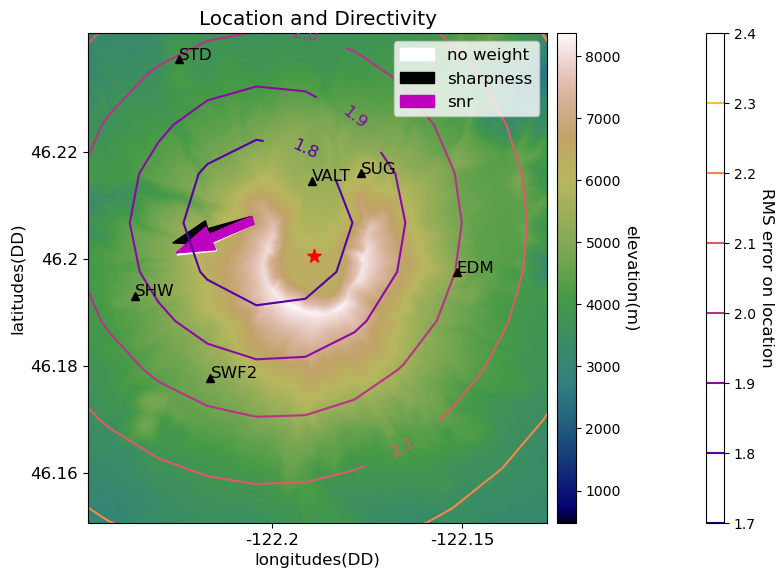 Location and Directivity
no weight
sharpness
snr
STD
1.9
1.8
VALT
SUG
EDM
SHW
SWF2
2.1
46.22
46.2
46.18
46.16
latitudes(DD)
-122.2
-122.15
longitudes(DD)
8000
7000
6000
5000
4000
3000
2000
1000
elevation(m)
2.4
2.3
2.2
2.1
2.0
1.9
1.8
1.7
RMS error on location